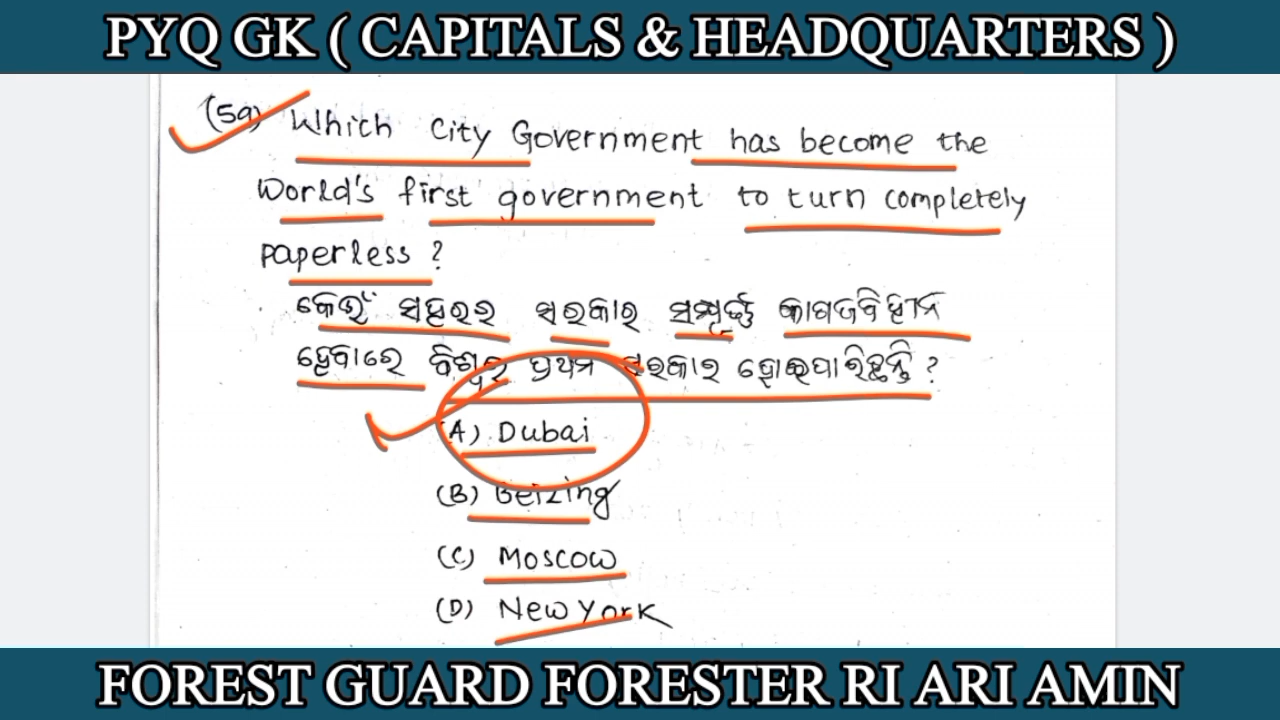 PYQ GK ( CAPITALS & HEADQUARTERS )
(59) Which City Government has become the
World's first government to turn completely
paperless ?
କେଉଁ ସହରର ସରକାର ସମ୍ପୂର୍ଣ୍ଣ କାଗଜବିହୀନ
ହେବାରେ ବିଶ୍ୱର ପ୍ରଥମ ସରକାର ହୋଇପାରିଛନ୍ତି ?
(A) Dubai
(B) Beizing
(C) Moscow
(D) New York
FOREST GUARD FORESTER RI ARI AMIN